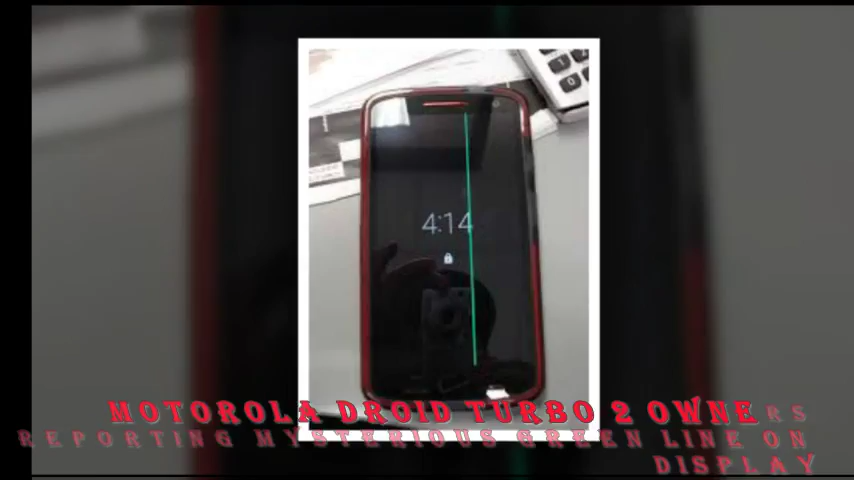 4:14
MOTOROLA DROID TURBO 2 OWNERS
REPORTING MYSTERIOUS GREEN LINE ON
DISPLAY